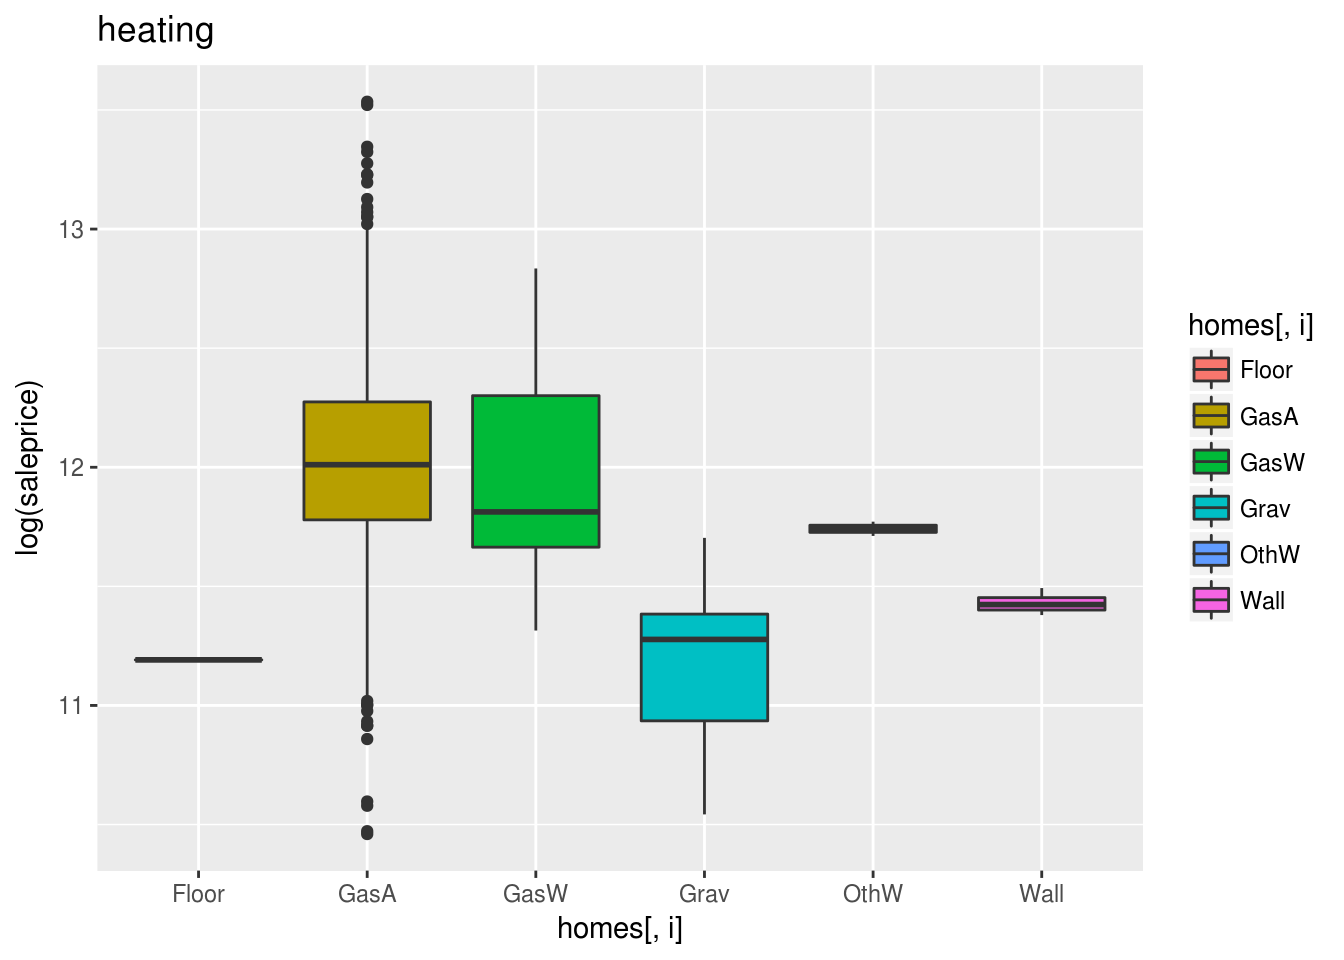 heating
log(saleprice)
13
12
11
Floor
GasA
GasW
Grav
OthW
Wall
homes[, i]
homes[, i]
Floor
GasA
GasW
Grav
OthW
Wall